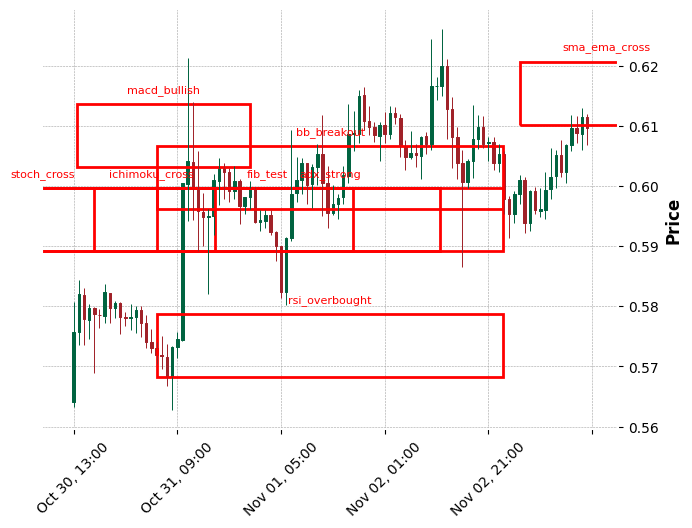 sma_ema_cross
0.62
macd_bullish
0.61
bb_breakout
stoch_cross ichimoku_cross fib_test adx_strong
0.60
0.59
Price
rsi_overbought
0.58
0.57
0.56
Oct 30, 13:00
Oct 31, 09:00
Nov 01, 05:00
Nov 02, 01:00
Nov 02, 21:00